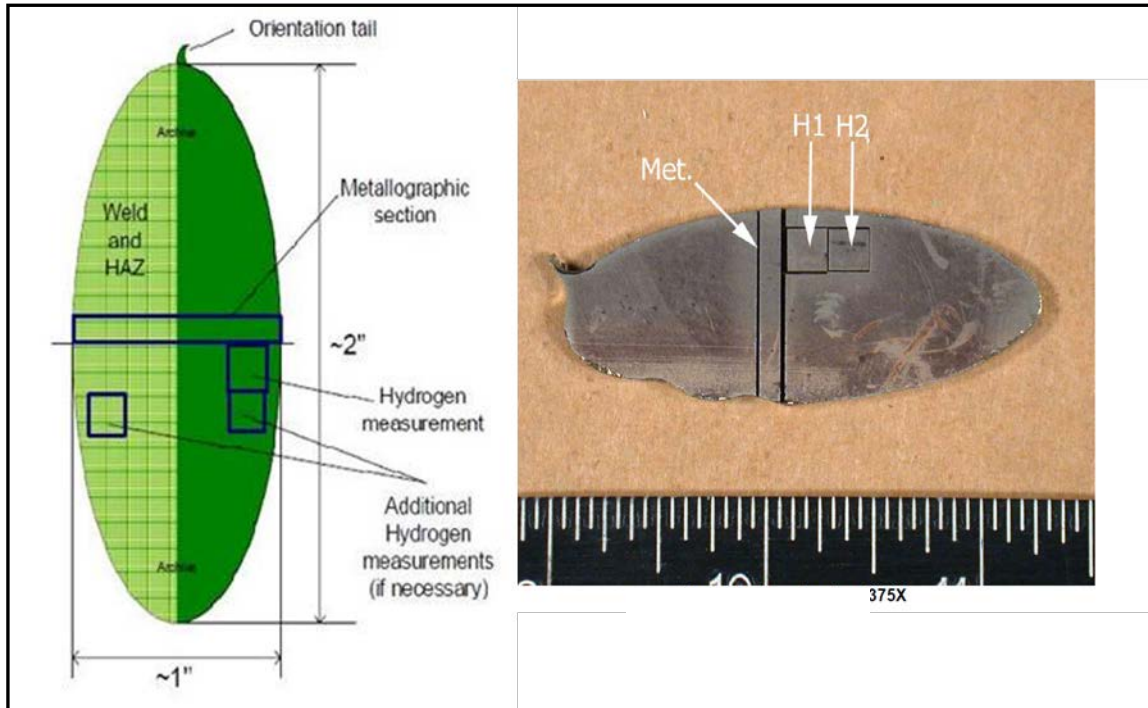 Orientation tail
Archive
Metallographic
section
Weld
and
HAZ
~2"
Hydrogen
measurement
Additional
Hydrogen
measurements
(if necessary)
Archive
~1"
H1 H2
Met.
10
11
375X